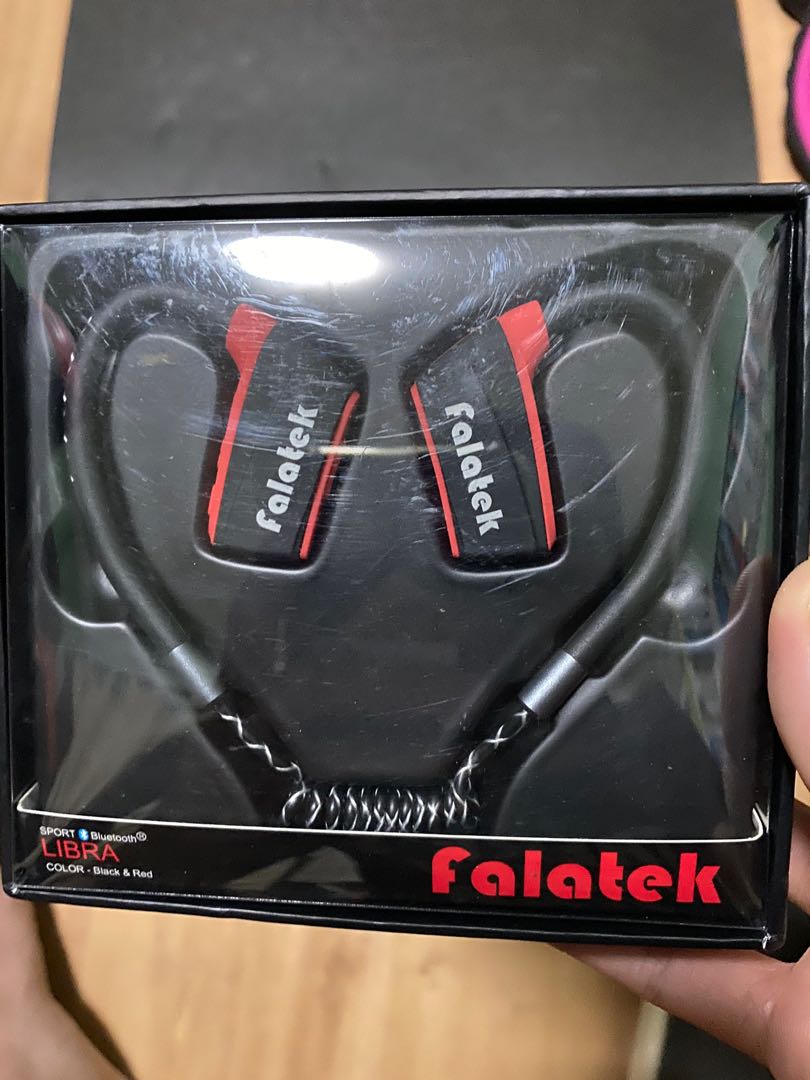 falatek
falatek
SPORT Bluetooth®
LIBRA
COLOR - Black & Red
falatek